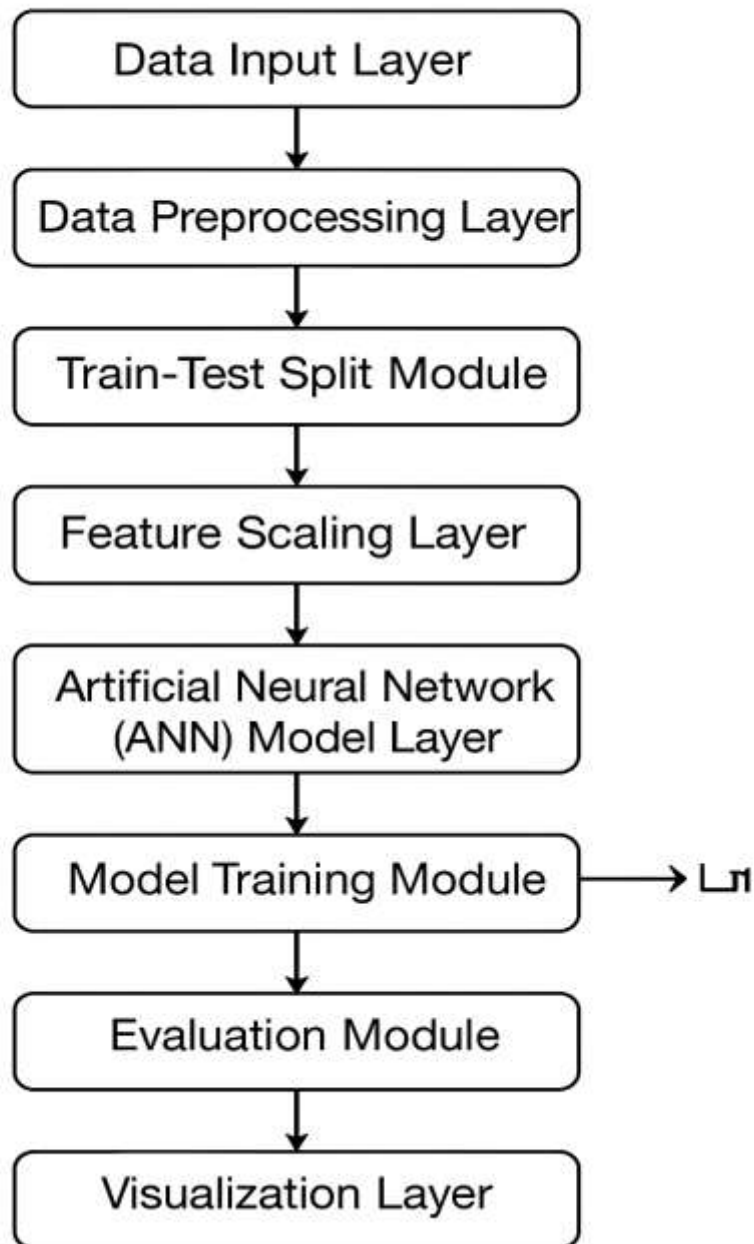 Data Input Layer
Data Preprocessing Layer
Train-Test Split Module
Feature Scaling Layer
Artificial Neural Network
(ANN) Model Layer
Model Training Module
Evaluation Module
Visualization Layer